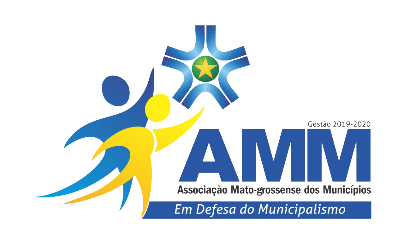 Gestão 2019-2020
AMM
Associação Mato-grossense dos Municípios
Em Defesa do Municipalismo